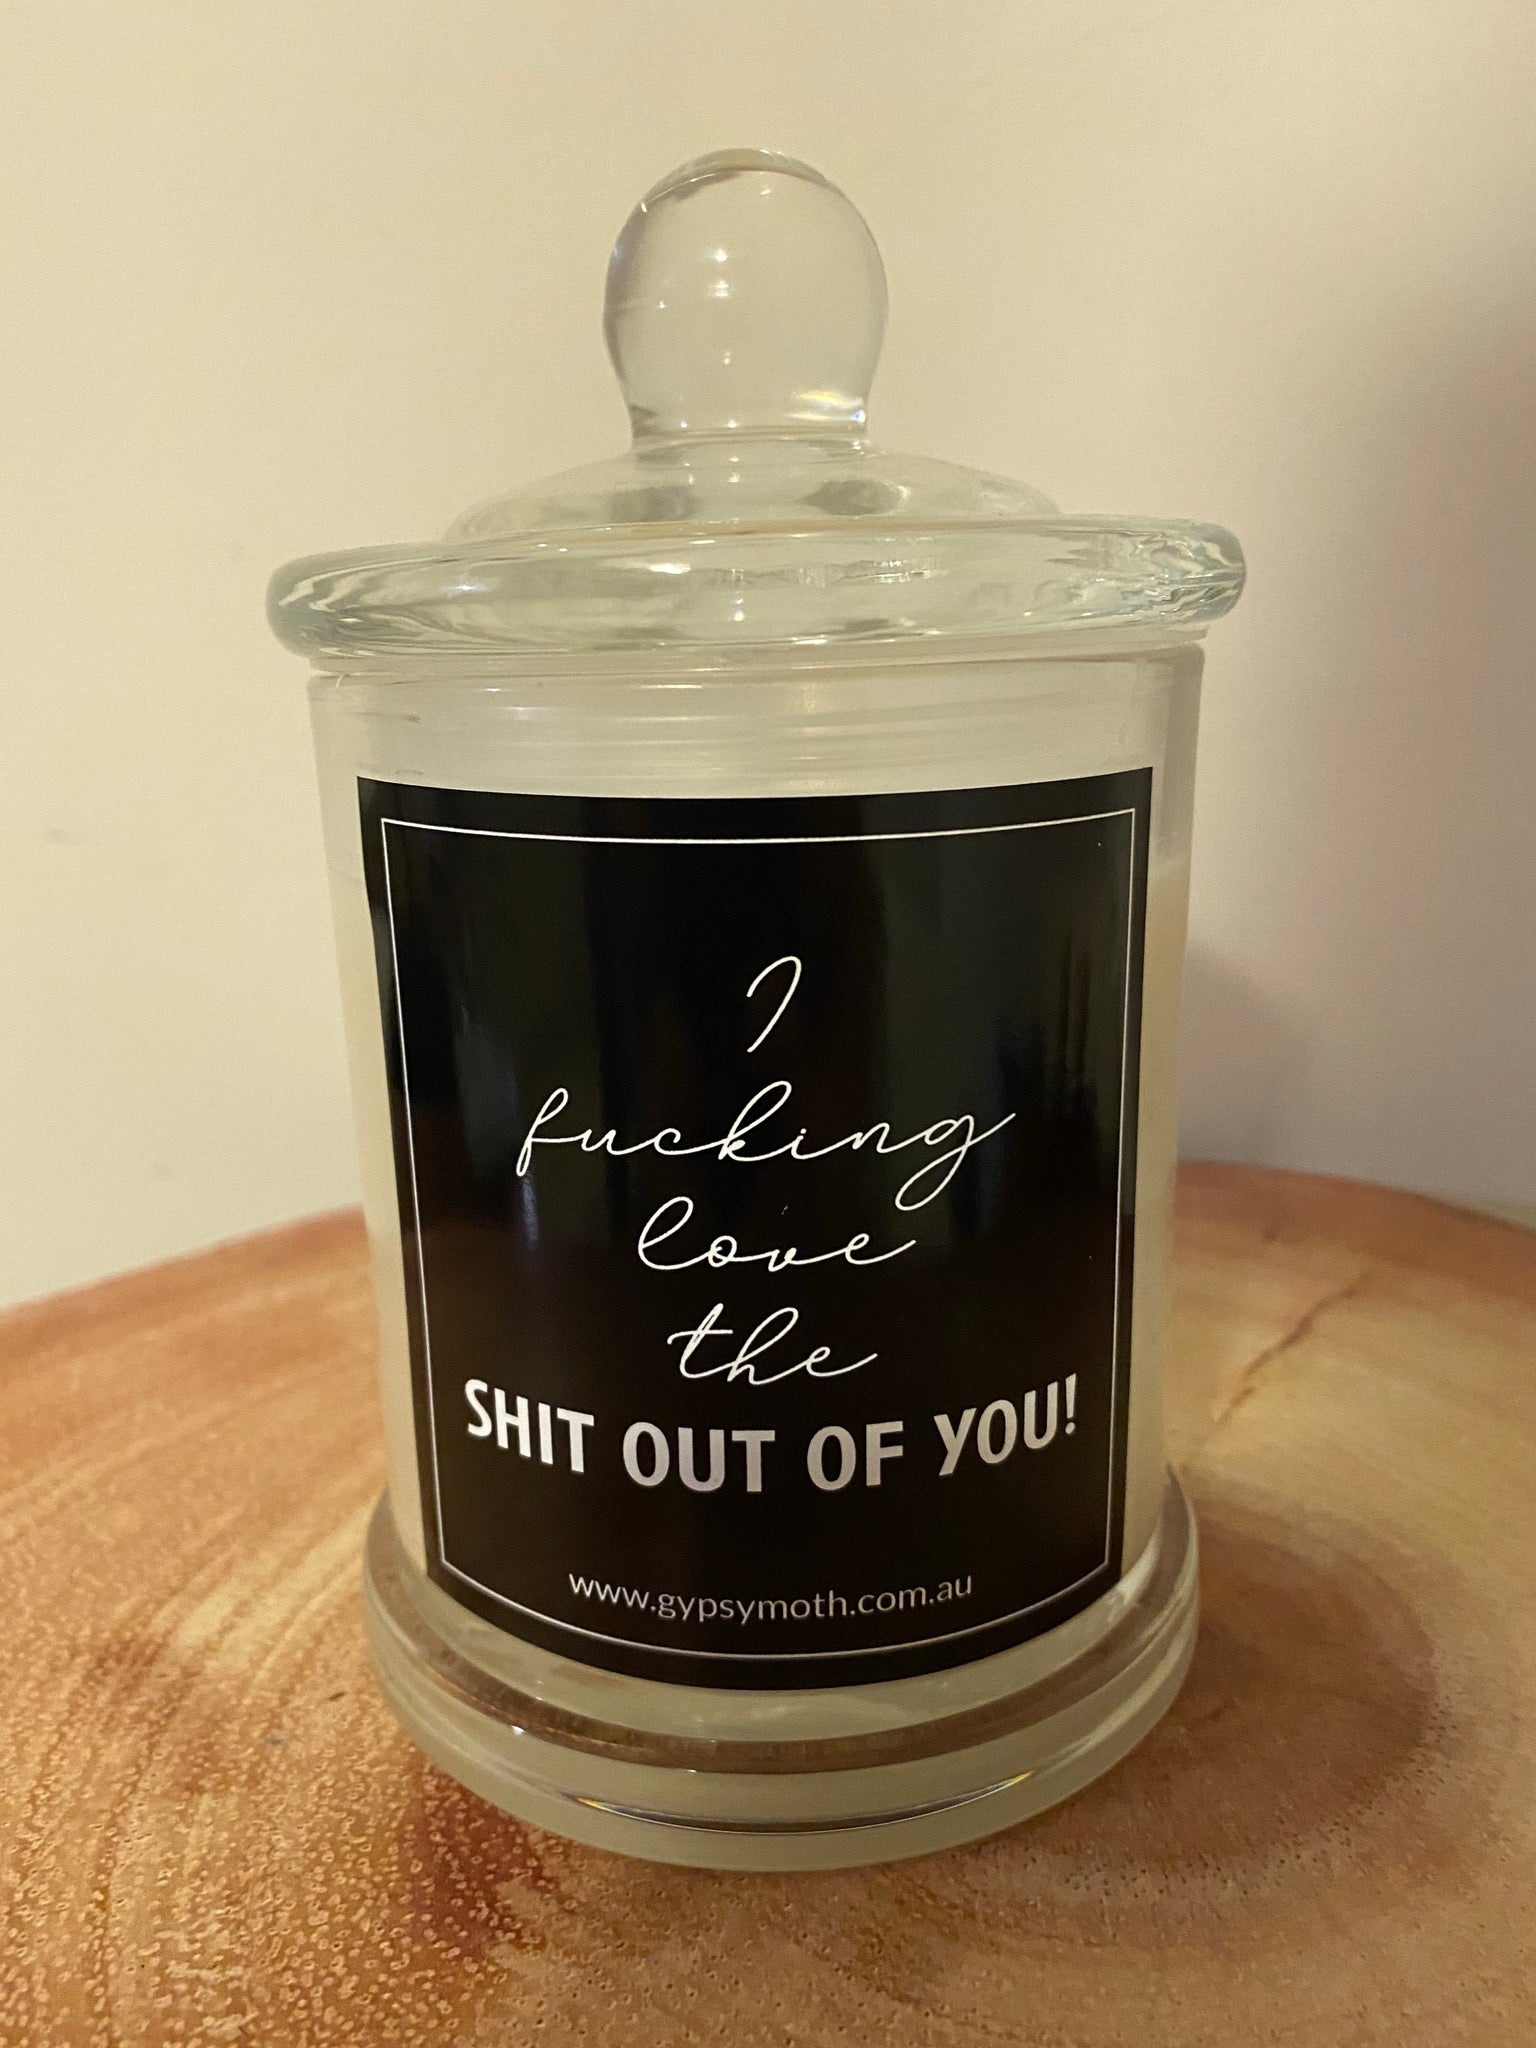 I
fucking
love
the
SHIT OUT OF YOU!
www.gypsymoth.com.au